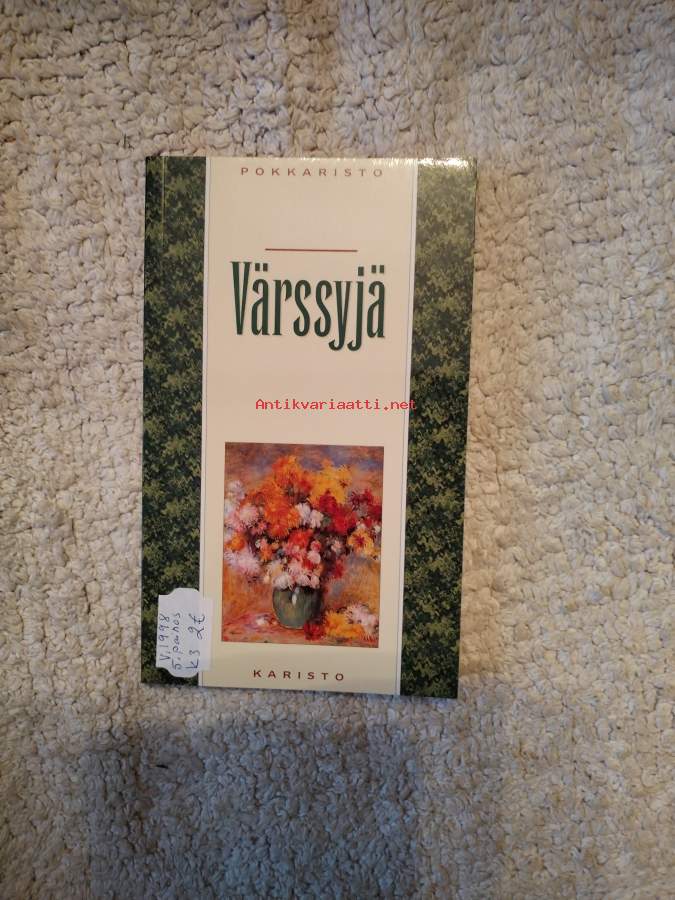 POKKARISTO
Värssyjä
Antikvariaatti.net
V.1998
5.painos
K3 2€
KARISTO